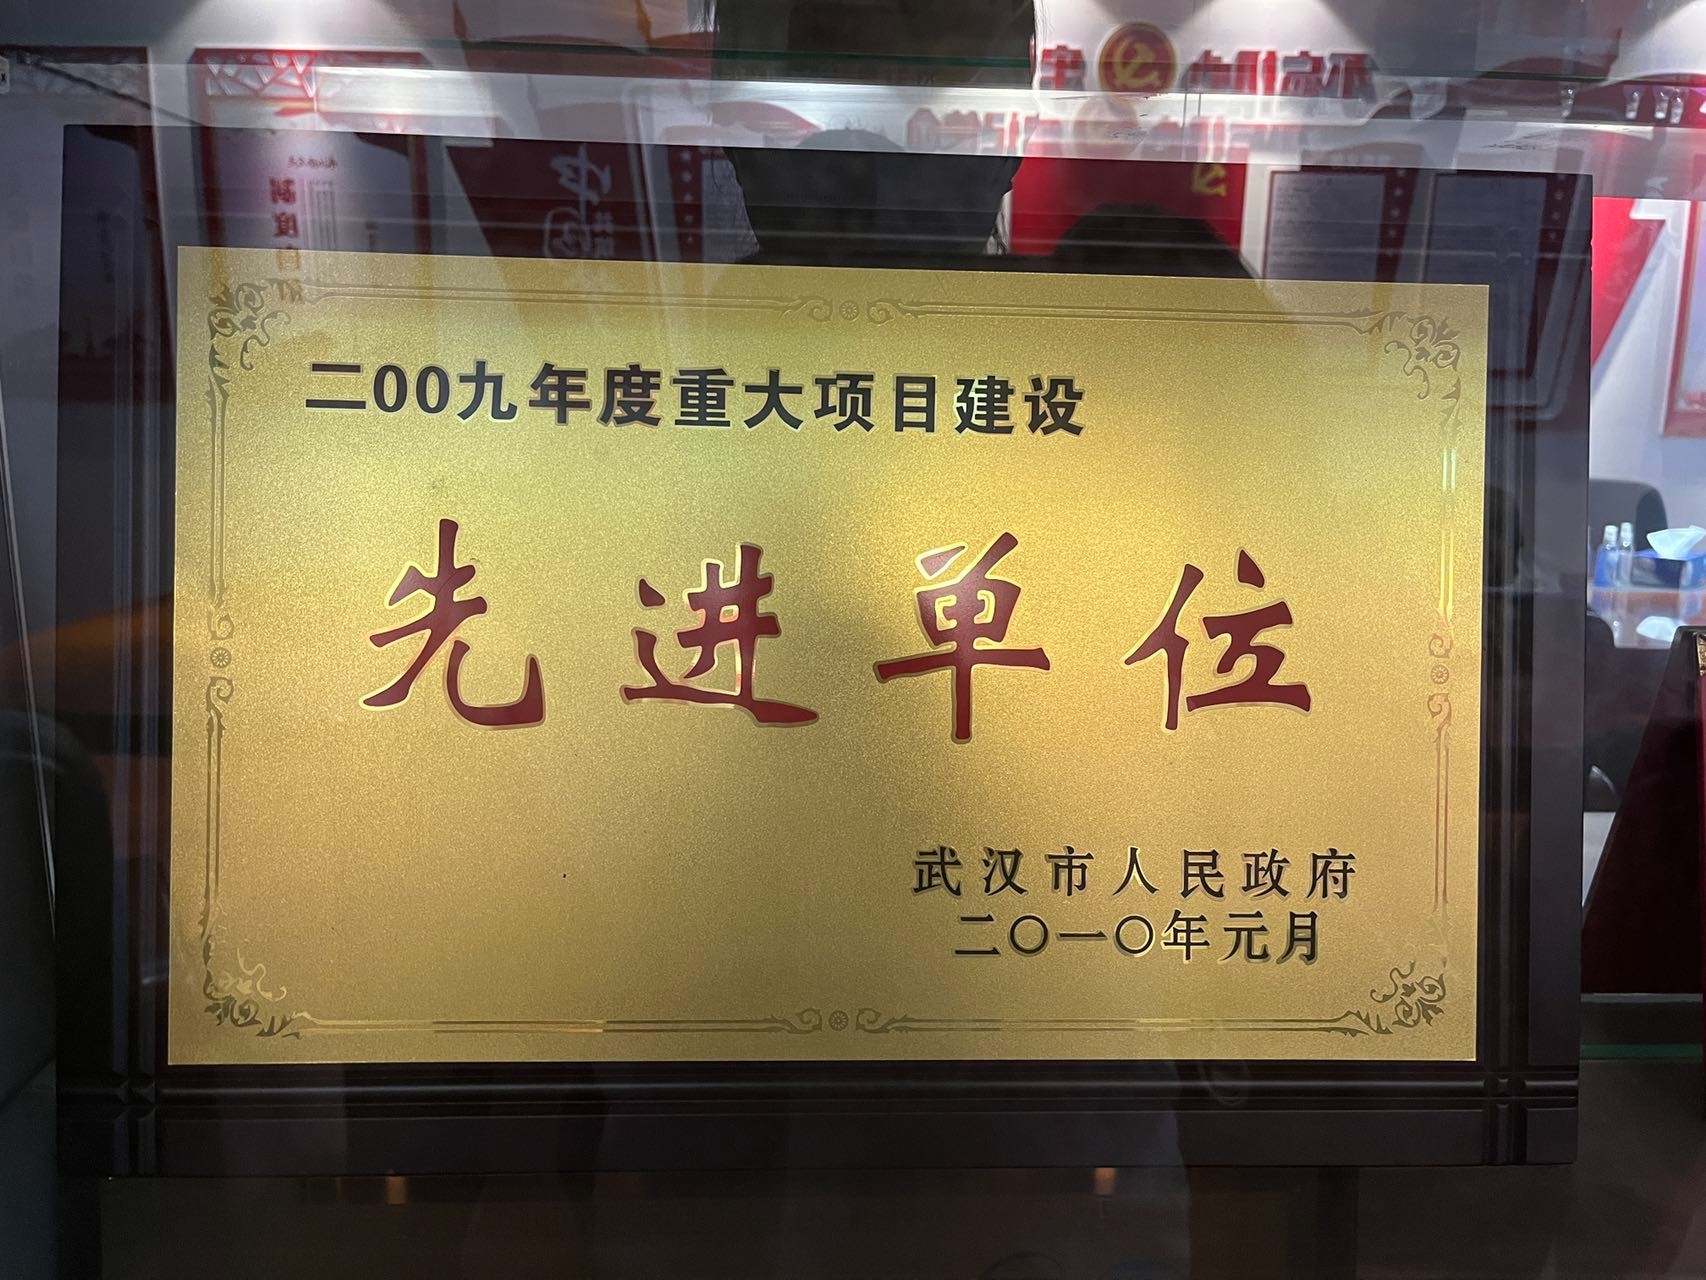 二00九年度重大项目建设
先进单位
武汉市人民政府
二〇一〇年元月